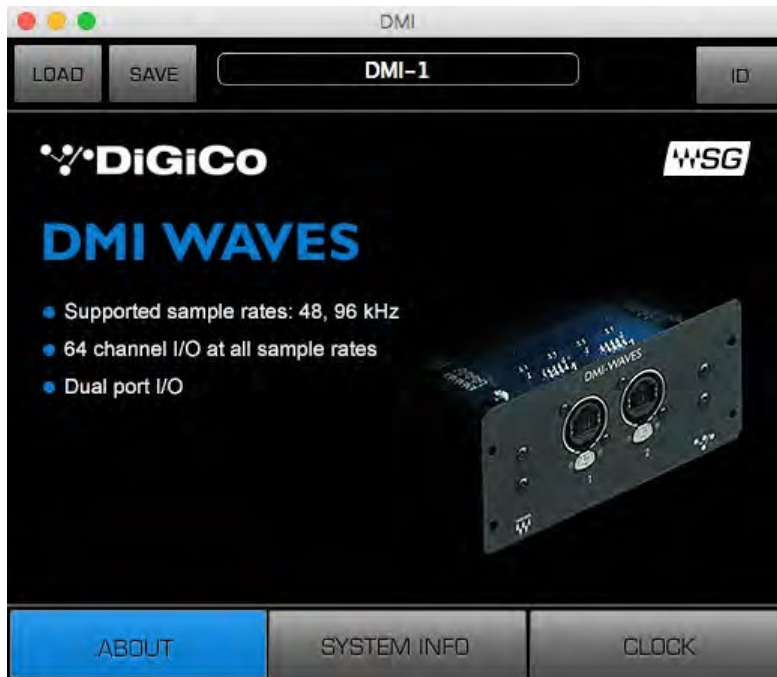 DMI
LOAD SAVE DMI-1 ID
DiGiCo WSG
DMI WAVES
Supported sample rates: 48, 96 kHz
64 channel I/O at all sample rates
Dual port I/O
DMI-WAVES
1 2
ABOUT SYSTEM INFO CLOCK